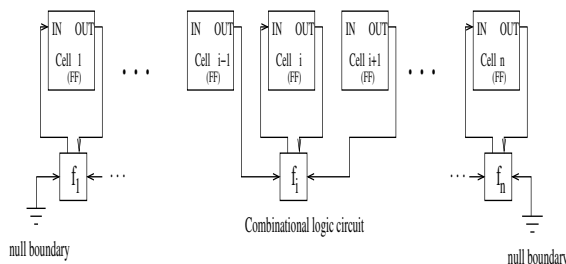 IN OUT IN OUT IN OUT IN OUT IN OUT
Cell 1 Cell i-1 Cell i Cell i+1 Cell n
(FF) (FF) (FF) (FF) (FF)
f1 fi fn
Combinational logic circuit
null boundary
null boundary